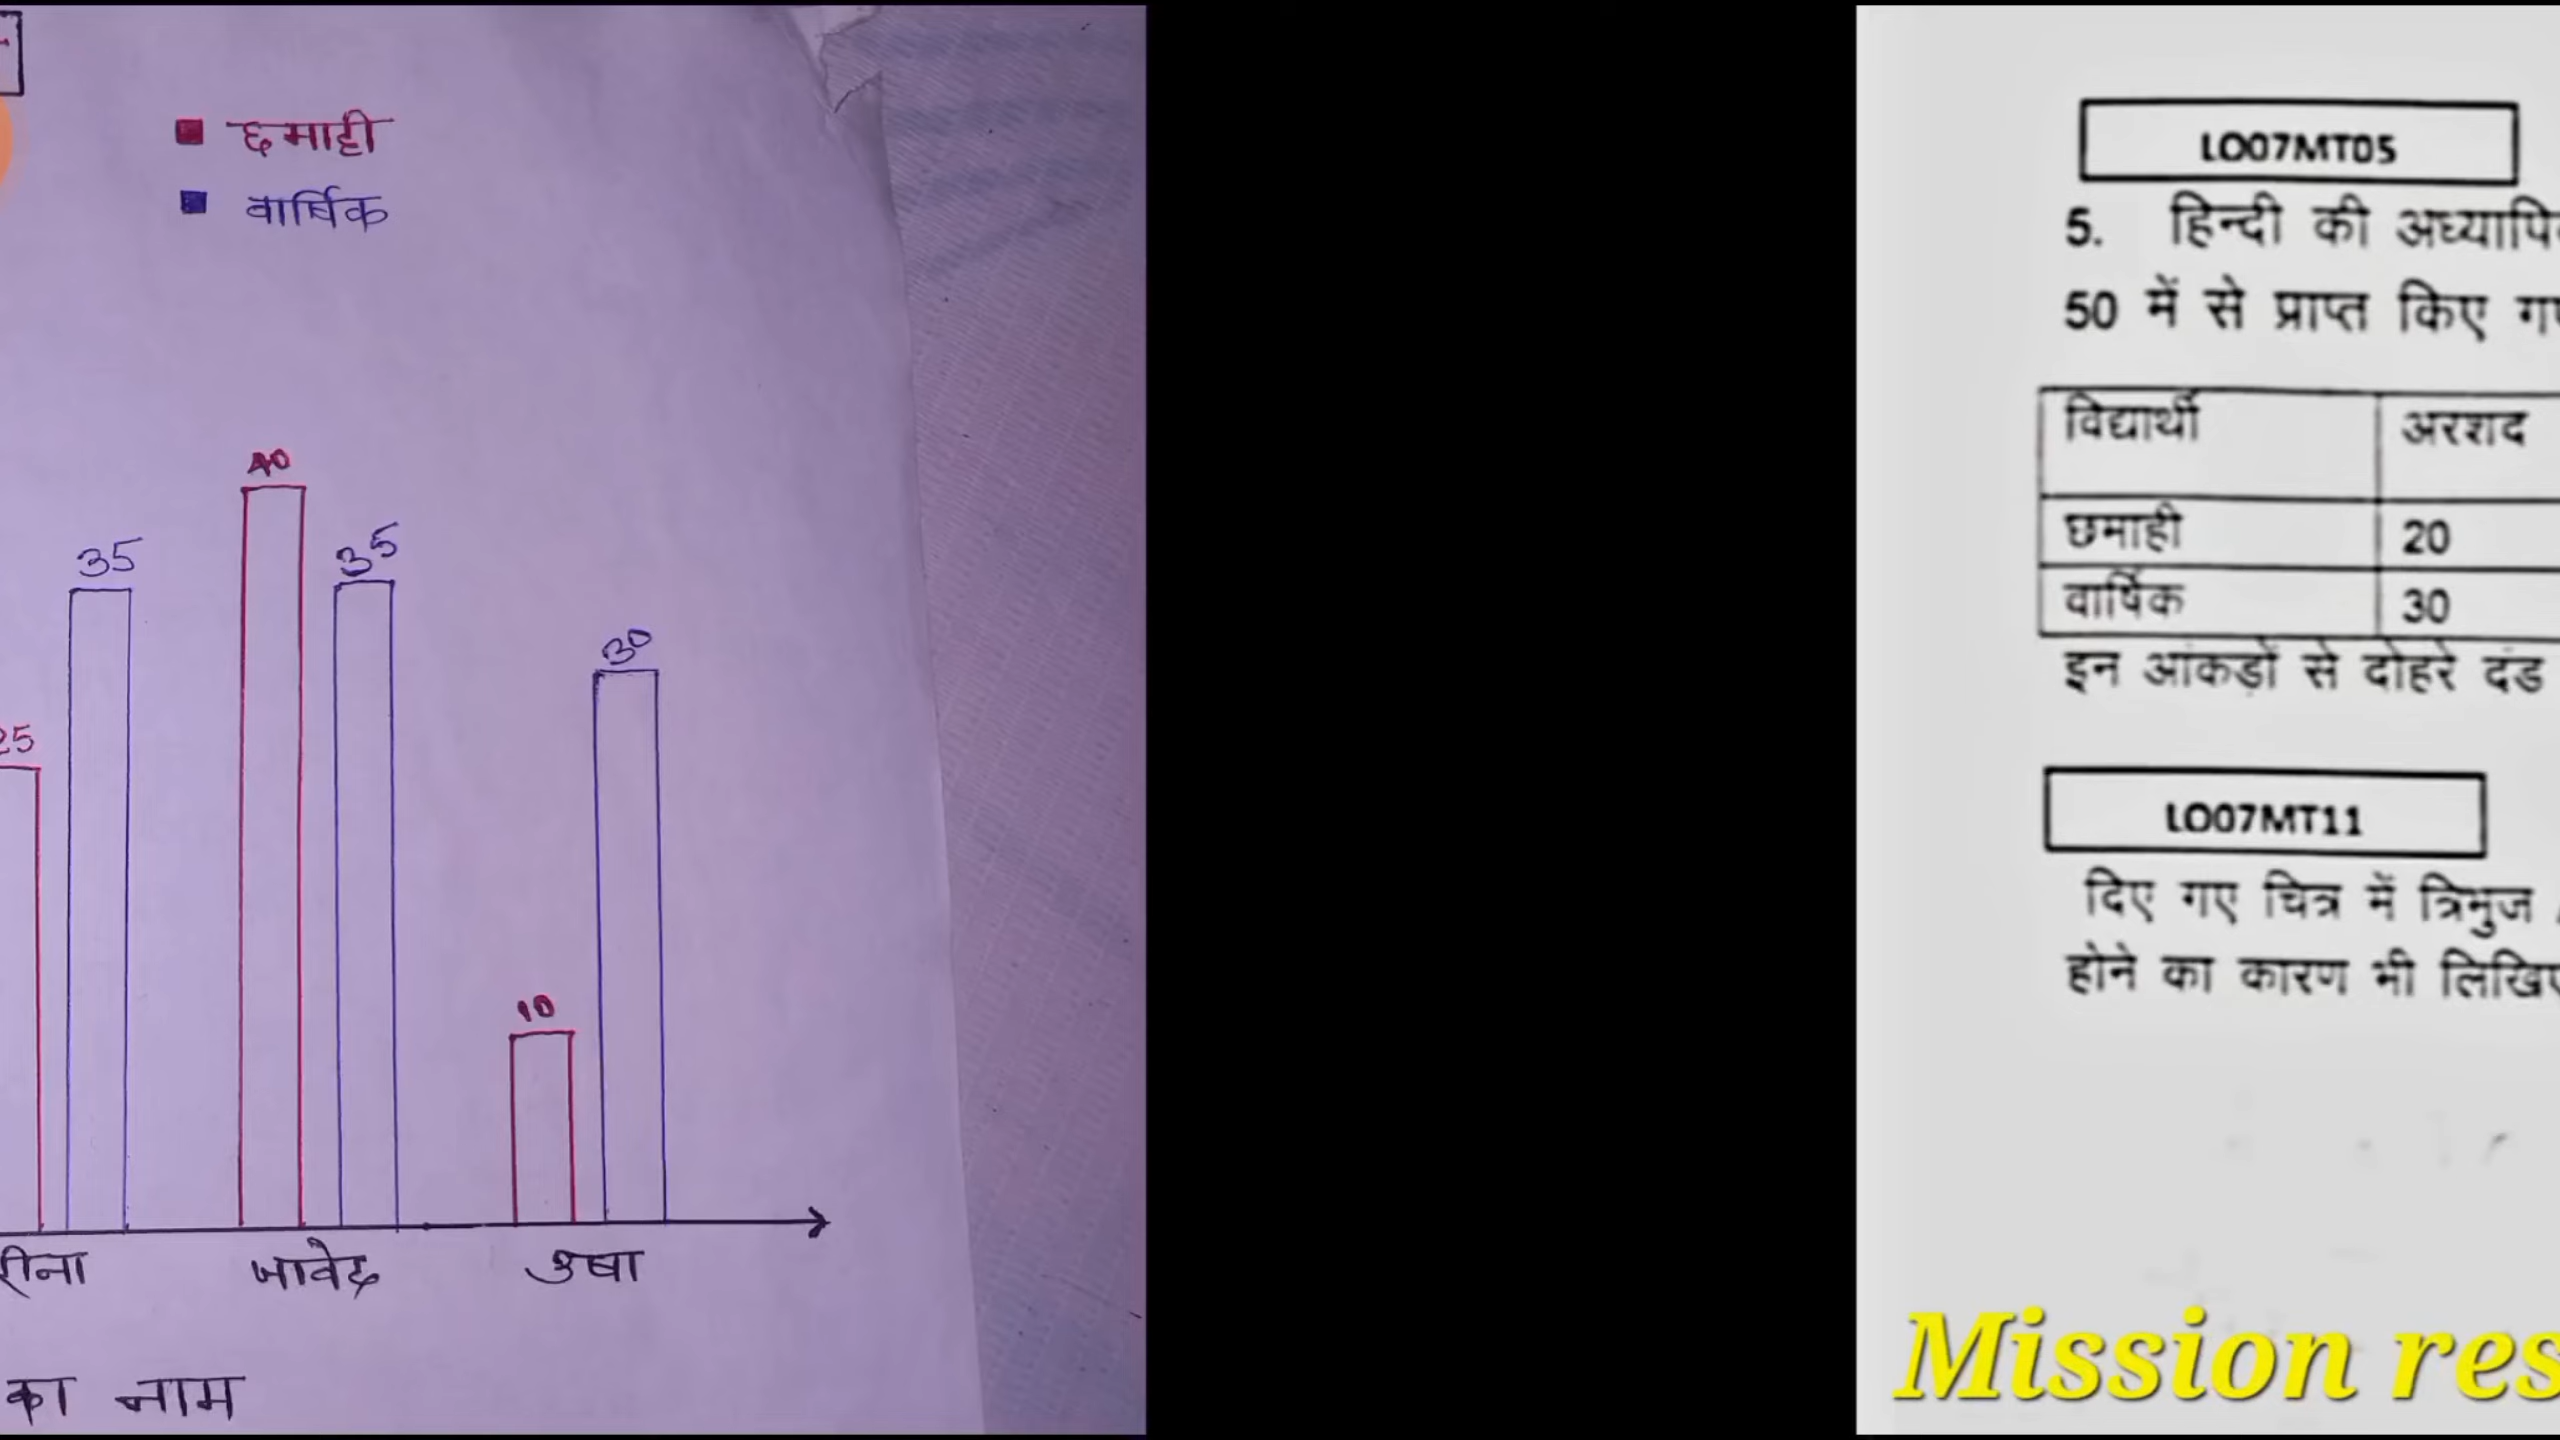 छमाही
वार्षिक
40
35
35
30
25
10
रीना
जावेद
उषा
का नाम
LO07MT05
5. हिन्दी की
50 में से प्राप्त किए
विद्यार्थी अरशद
छमाही 20
वार्षिक 30
इन आंकड़ों से दोहरे दंड
LO07MT11
दिए गए चित्र में त्रिभुज
होने का कारण भी
Mission